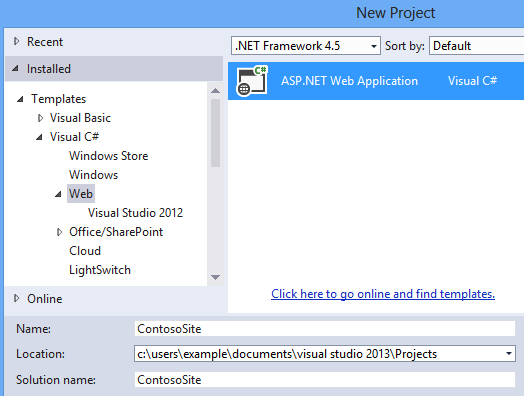 New Project
Recent
Installed
Templates
Visual Basic
Visual C#
Windows Store
Windows
Web
Visual Studio 2012
Office/SharePoint
Cloud
LightSwitch
Online
.NET Framework 4.5 Sort by: Default
C# ASP.NET Web Application Visual C#
Click here to go online and find templates.
Name: ContosoSite
Location: c:\users\example\documents\visual studio 2013\Projects
Solution name: ContosoSite